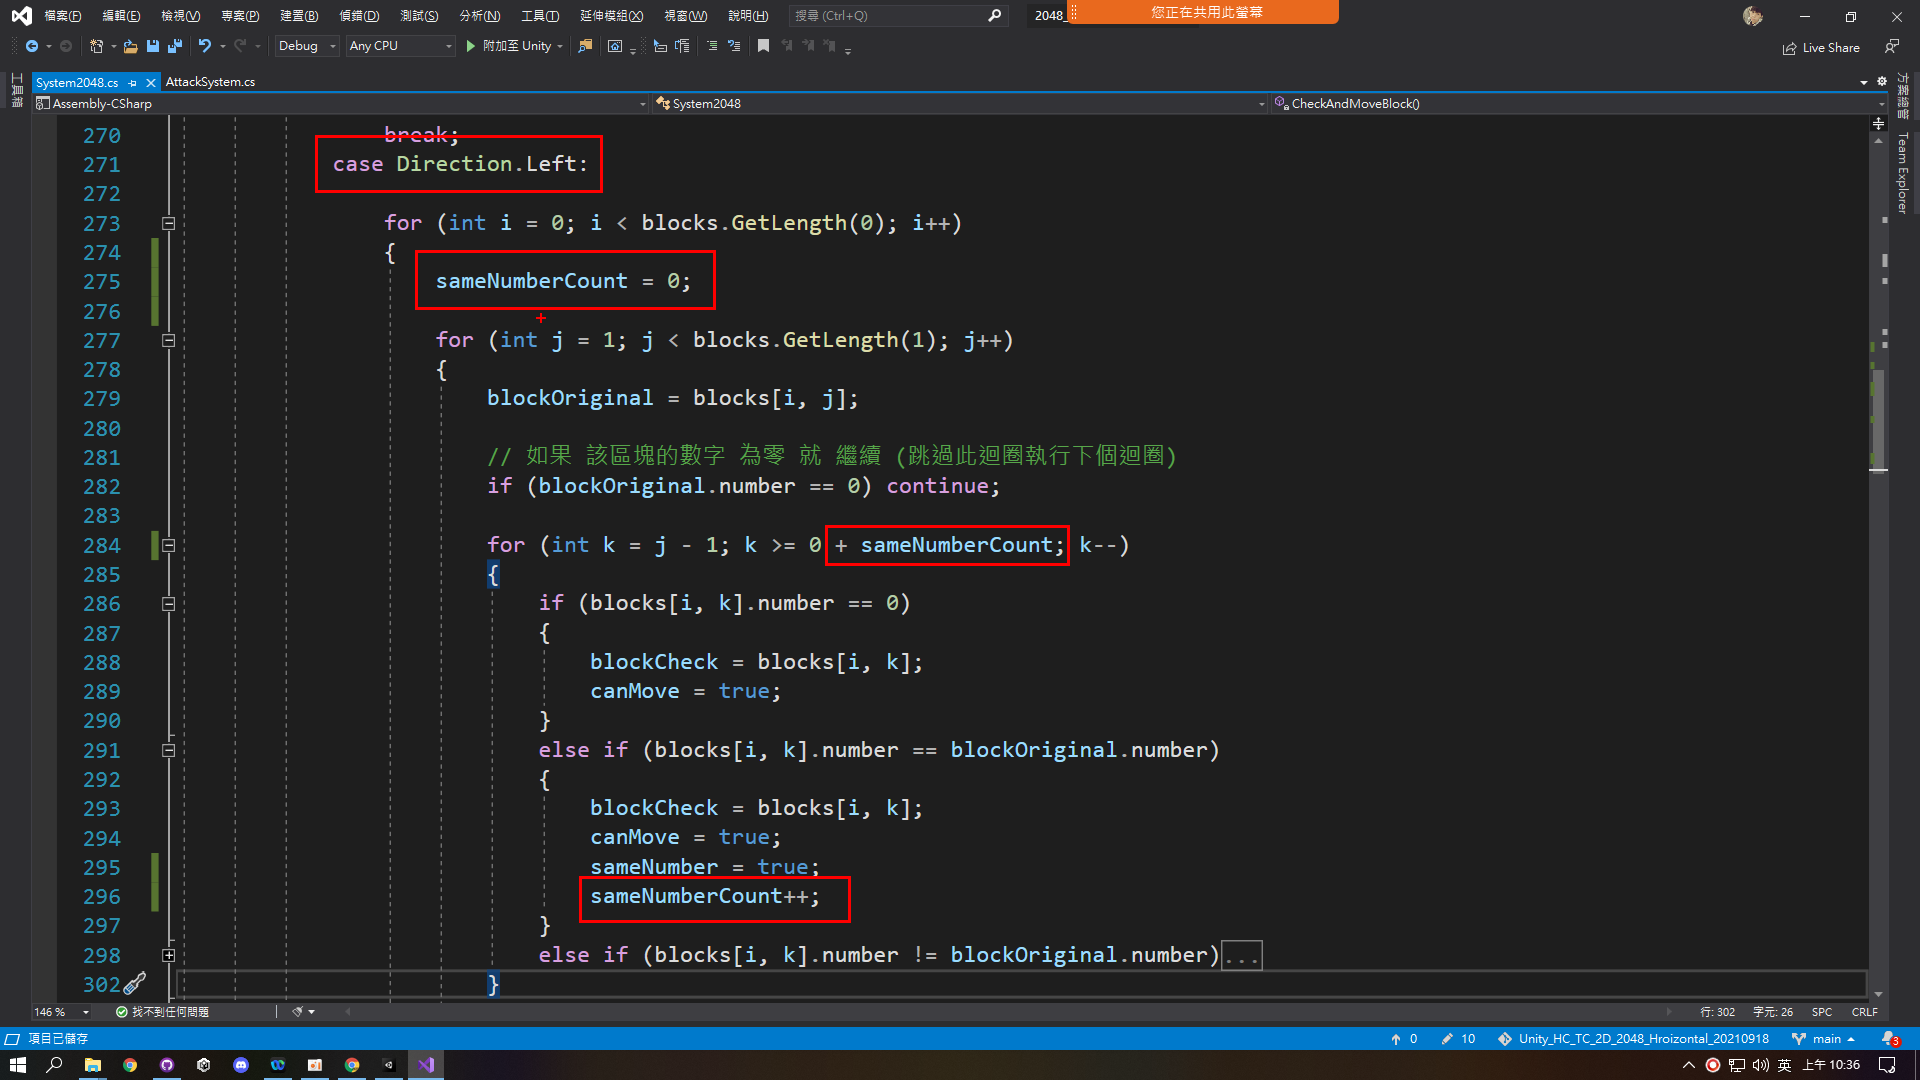 檔案(F) 編輯(E) 檢視(V) 專案(P) 建置(B) 偵錯(D) 測試(S) 分析(N) 工具(T) 延伸模組(X) 視窗(W) 說明(H) 搜尋 (Ctrl+Q) 2048_ 您正在共用此螢幕
Debug Any CPU 附加至 Unity Live Share
工具箱
System2048.cs AttackSystem.cs
Assembly-CSharp System2048 CheckAndMoveBlock()
方案總管
Team Explorer
270 break;
271 case Direction.Left:
272
273 for (int i = 0; i < blocks.GetLength(0); i++)
274 {
275 sameNumberCount = 0;
276
277 for (int j = 1; j < blocks.GetLength(1); j++)
278 {
279 blockOriginal = blocks[i, j];
280
281 // 如果 該區塊的數字 為零 就 繼續 (跳過此迴圈執行下個迴圈)
282 if (blockOriginal.number == 0) continue;
283
284 for (int k = j - 1; k >= 0 + sameNumberCount; k--)
285 {
286 if (blocks[i, k].number == 0)
287 {
288 blockCheck = blocks[i, k];
289 canMove = true;
290 }
291 else if (blocks[i, k].number == blockOriginal.number)
292 {
293 blockCheck = blocks[i, k];
294 canMove = true;
295 sameNumber = true;
296 sameNumberCount++;
297 }
298 else if (blocks[i, k].number != blockOriginal.number)...
302 }
146 % 找不到任何問題 行: 302 字元: 26 SPC CRLF
項目已儲存 0 10 Unity_HC_TC_2D_2048_Hroizontal_20210918 main 3
英 上午 10:36